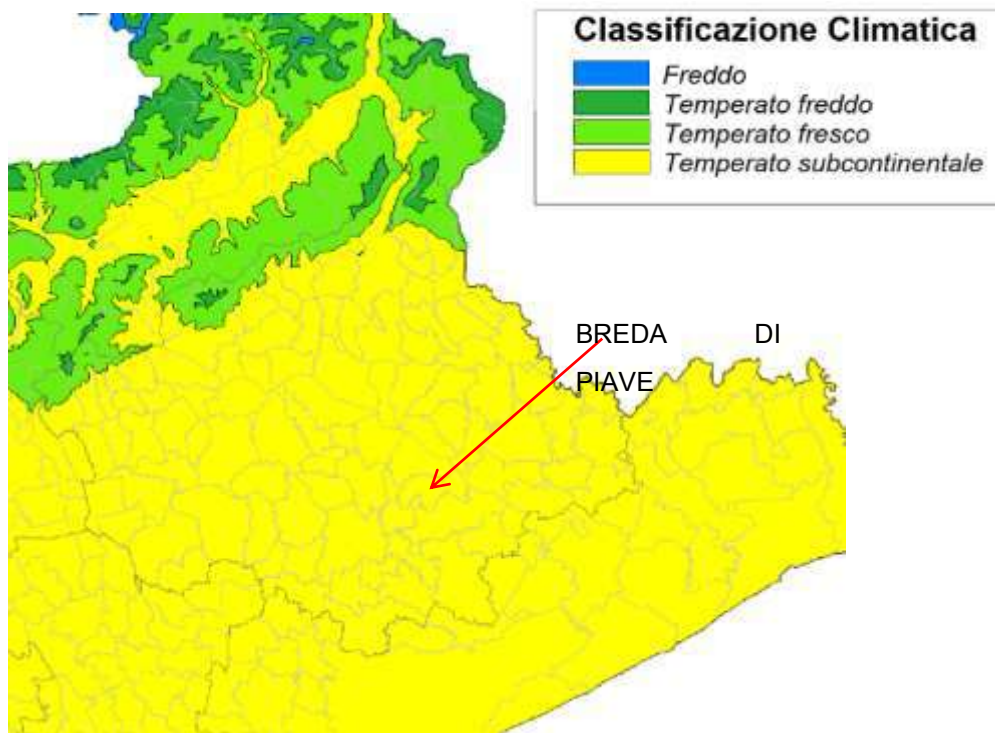 Classificazione Climatica
Freddo
Temperato freddo
Temperato fresco
Temperato subcontinentale
BREDA DI
PIAVE